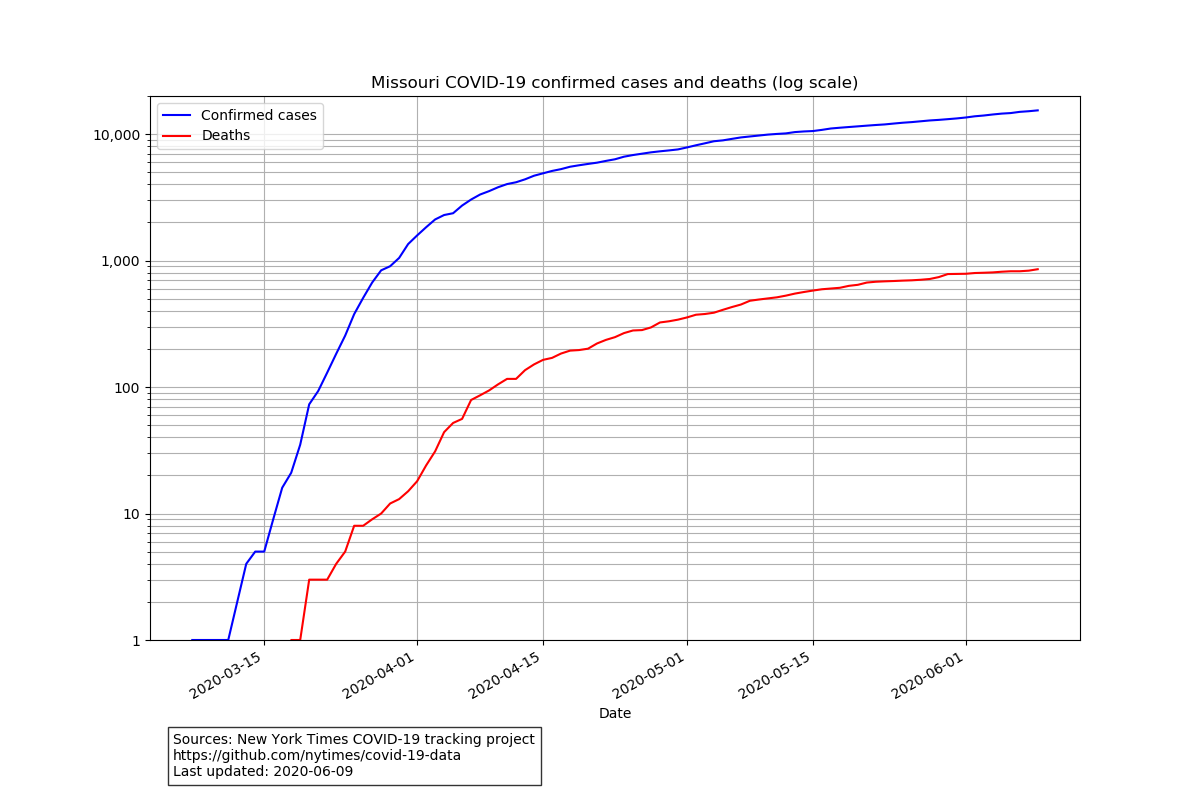 Missouri COVID-19 confirmed cases and deaths (log scale)
Confirmed cases
Deaths
10,000
1,000
100
10
1
2020-03-15
2020-04-01
2020-04-15
2020-05-01
2020-05-15
2020-06-01
Date
Sources: New York Times COVID-19 tracking project
https://github.com/nytimes/covid-19-data
Last updated: 2020-06-09